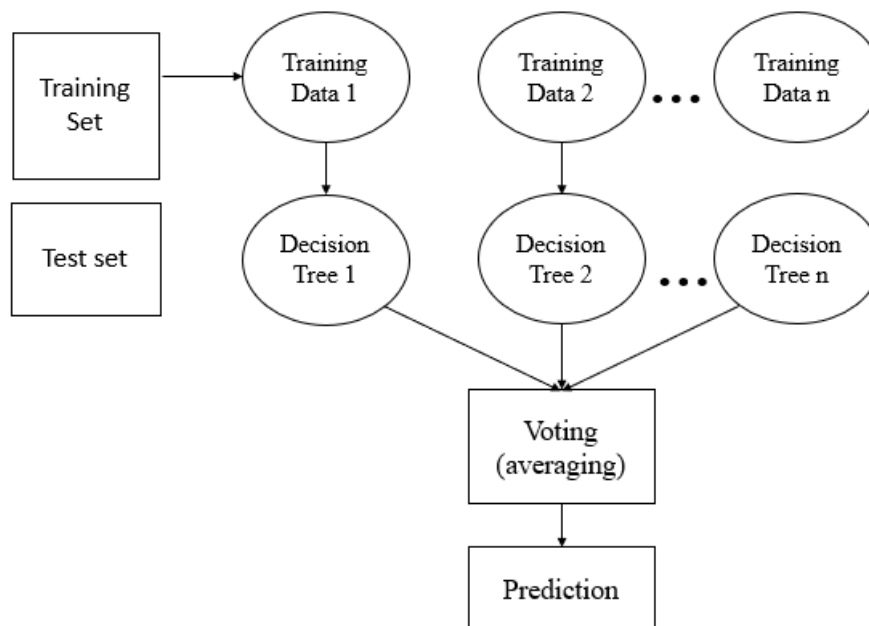 Training
Set
Training
Data 1
Training
Data 2
Training
Data n
Test set
Decision
Tree 1
Decision
Tree 2
Decision
Tree n
Voting
(averaging)
Prediction